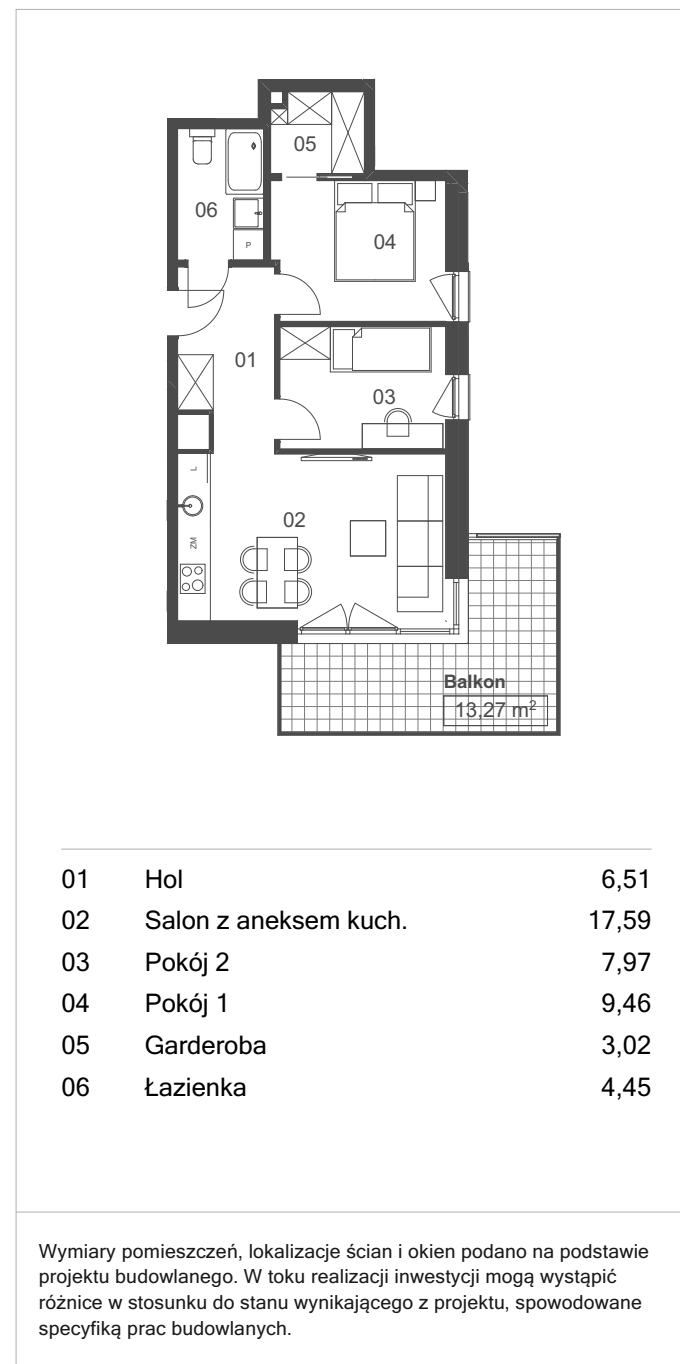 05
06
04
P
01
03
L
02
ZM
Balkon
13,27 m²
01 Hol 6,51
02 Salon z aneksem kuch. 17,59
03 Pokój 2 7,97
04 Pokój 1 9,46
05 Garderoba 3,02
06 Łazienka 4,45
Wymiary pomieszczeń, lokalizacje ścian i okien podano na podstawie
projektu budowlanego. W toku realizacji inwestycji mogą wystąpić
różnice w stosunku do stanu wynikającego z projektu, spowodowane
specyfiką prac budowlanych.